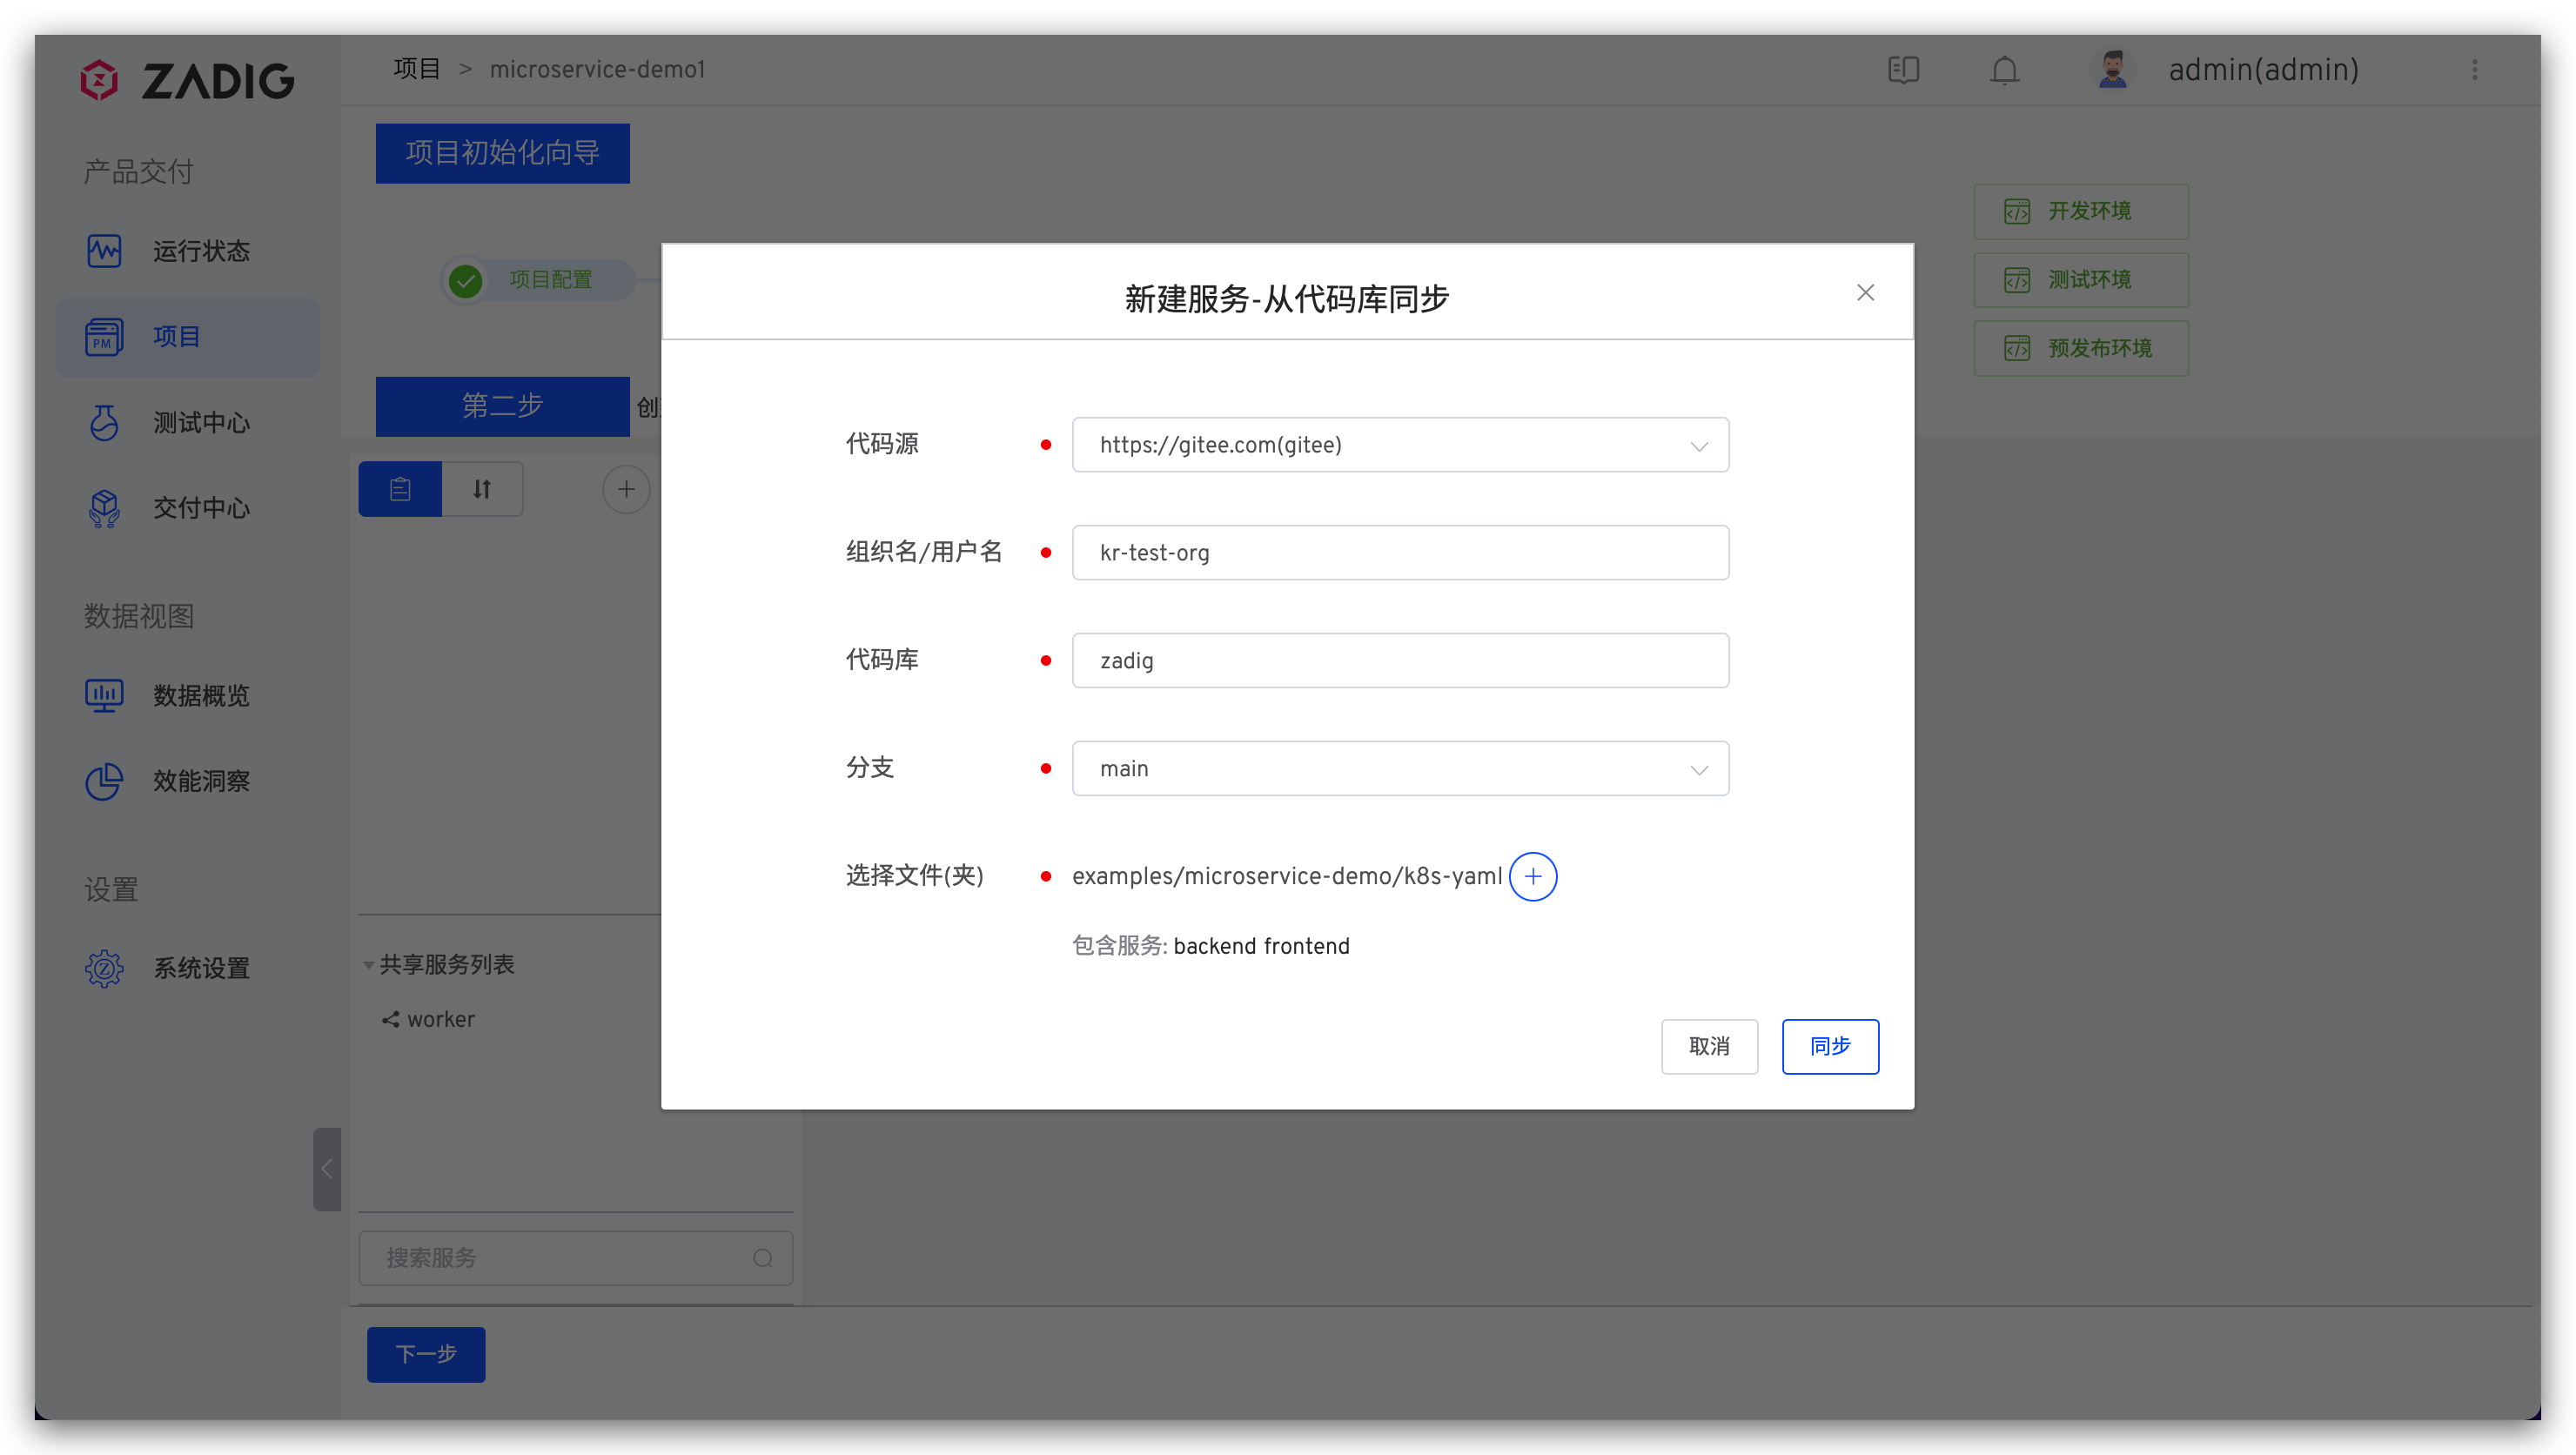 ZADIG
项目 > microservice-demo1
admin(admin)
产品交付
运行状态
项目
PM
测试中心
交付中心
数据视图
数据概览
效能洞察
设置
系统设置
项目初始化向导
项目配置
开发环境
测试环境
预发布环境
第二步
创
新建服务-从代码库同步
代码源
https://gitee.com(gitee)
组织名/用户名
kr-test-org
代码库
zadig
分支
main
选择文件(夹)
examples/microservice-demo/k8s-yaml
包含服务: backend frontend
取消
同步
共享服务列表
worker
搜索服务
下一步